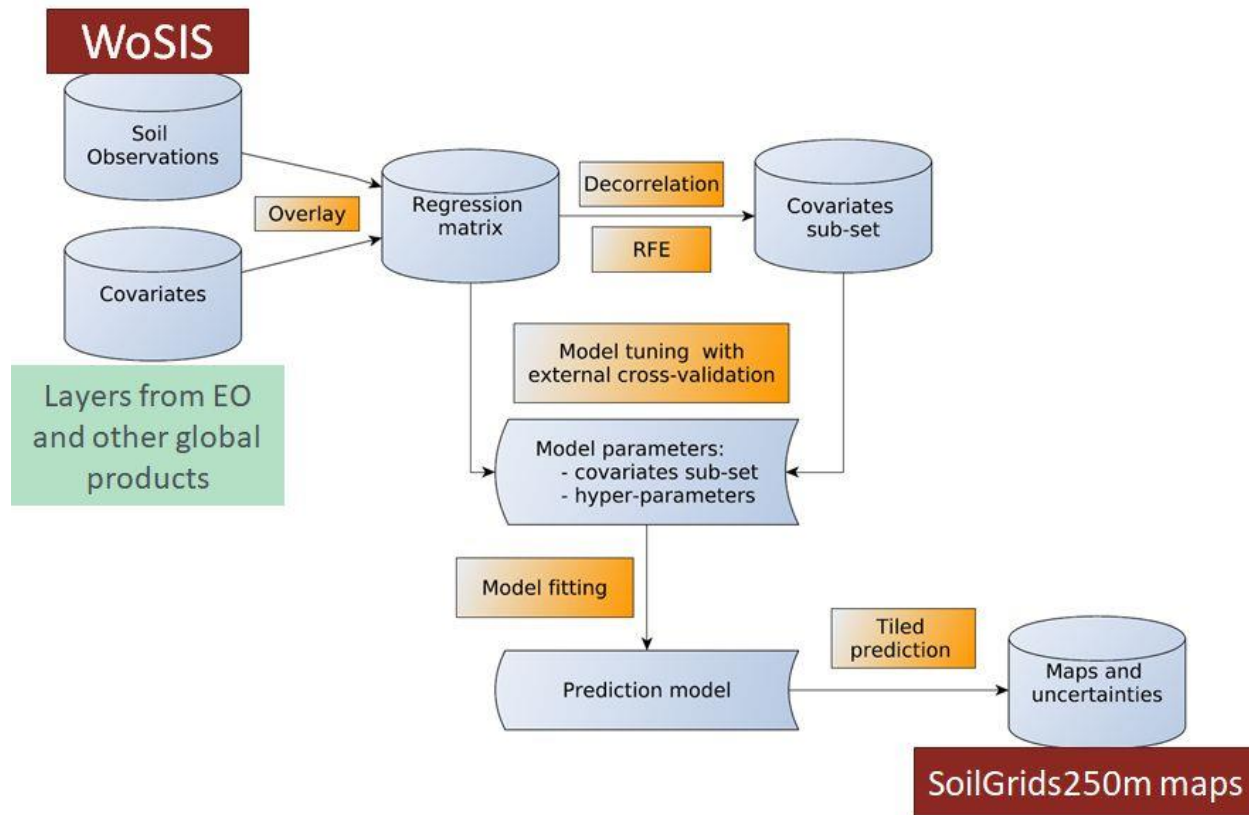 WoSIS
Soil
Observations
Overlay
Covariates
Layers from EO
and other global
products
Regression
matrix
Decorrelation
RFE
Covariates
sub-set
Model tuning with
external cross-validation
Model parameters:
- covariates sub-set
- hyper-parameters
Model fitting
Prediction model
Tiled
prediction
Maps and
uncertainties
SoilGrids250m maps